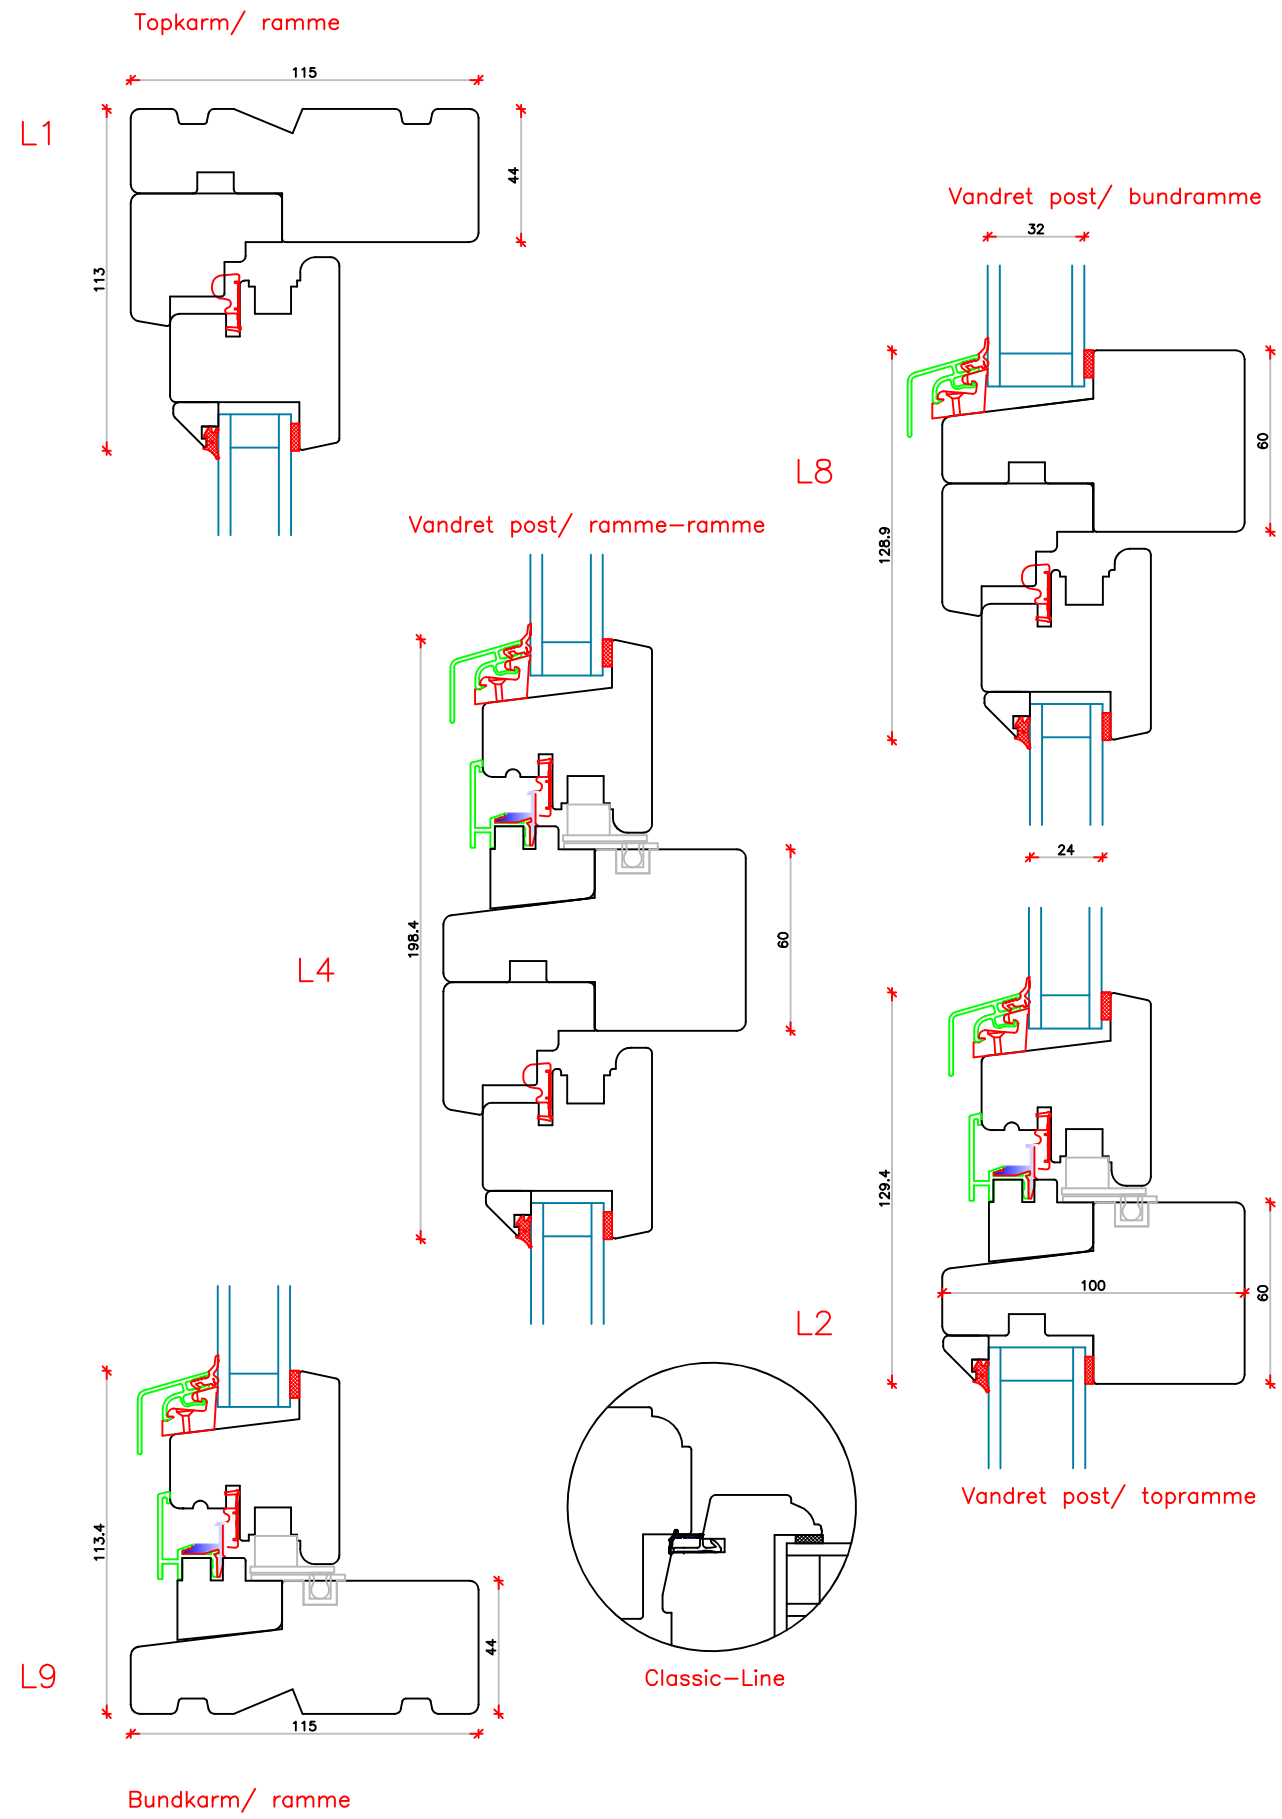 Topkarm/ ramme
115
L1
44
113
Vandret post/ bundramme
32
L8
60
128.9
24
Vandret post/ ramme-ramme
198.4
L4
60
129.4
100
60
L2
Vandret post/ topramme
113.4
44
L9
115
Bundkarm/ ramme
Classic-Line